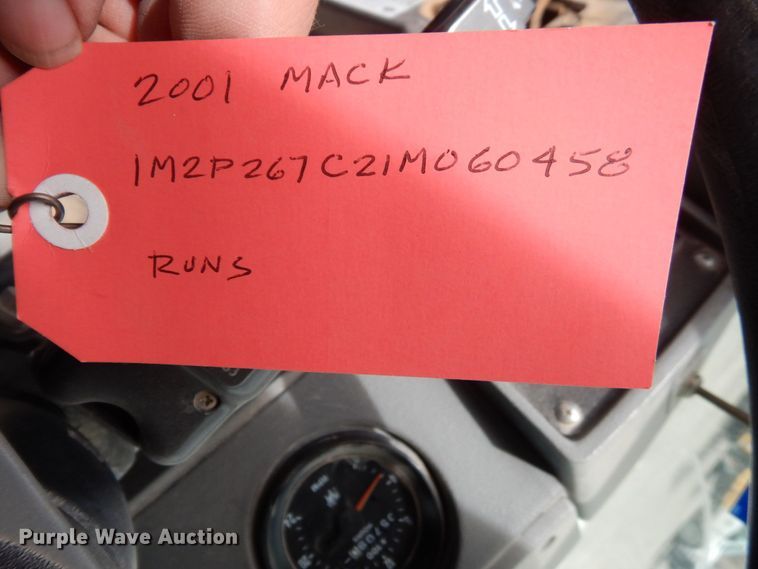 2001 MACK
1M2P267C21M060458
RUNS
Purple Wave Auction